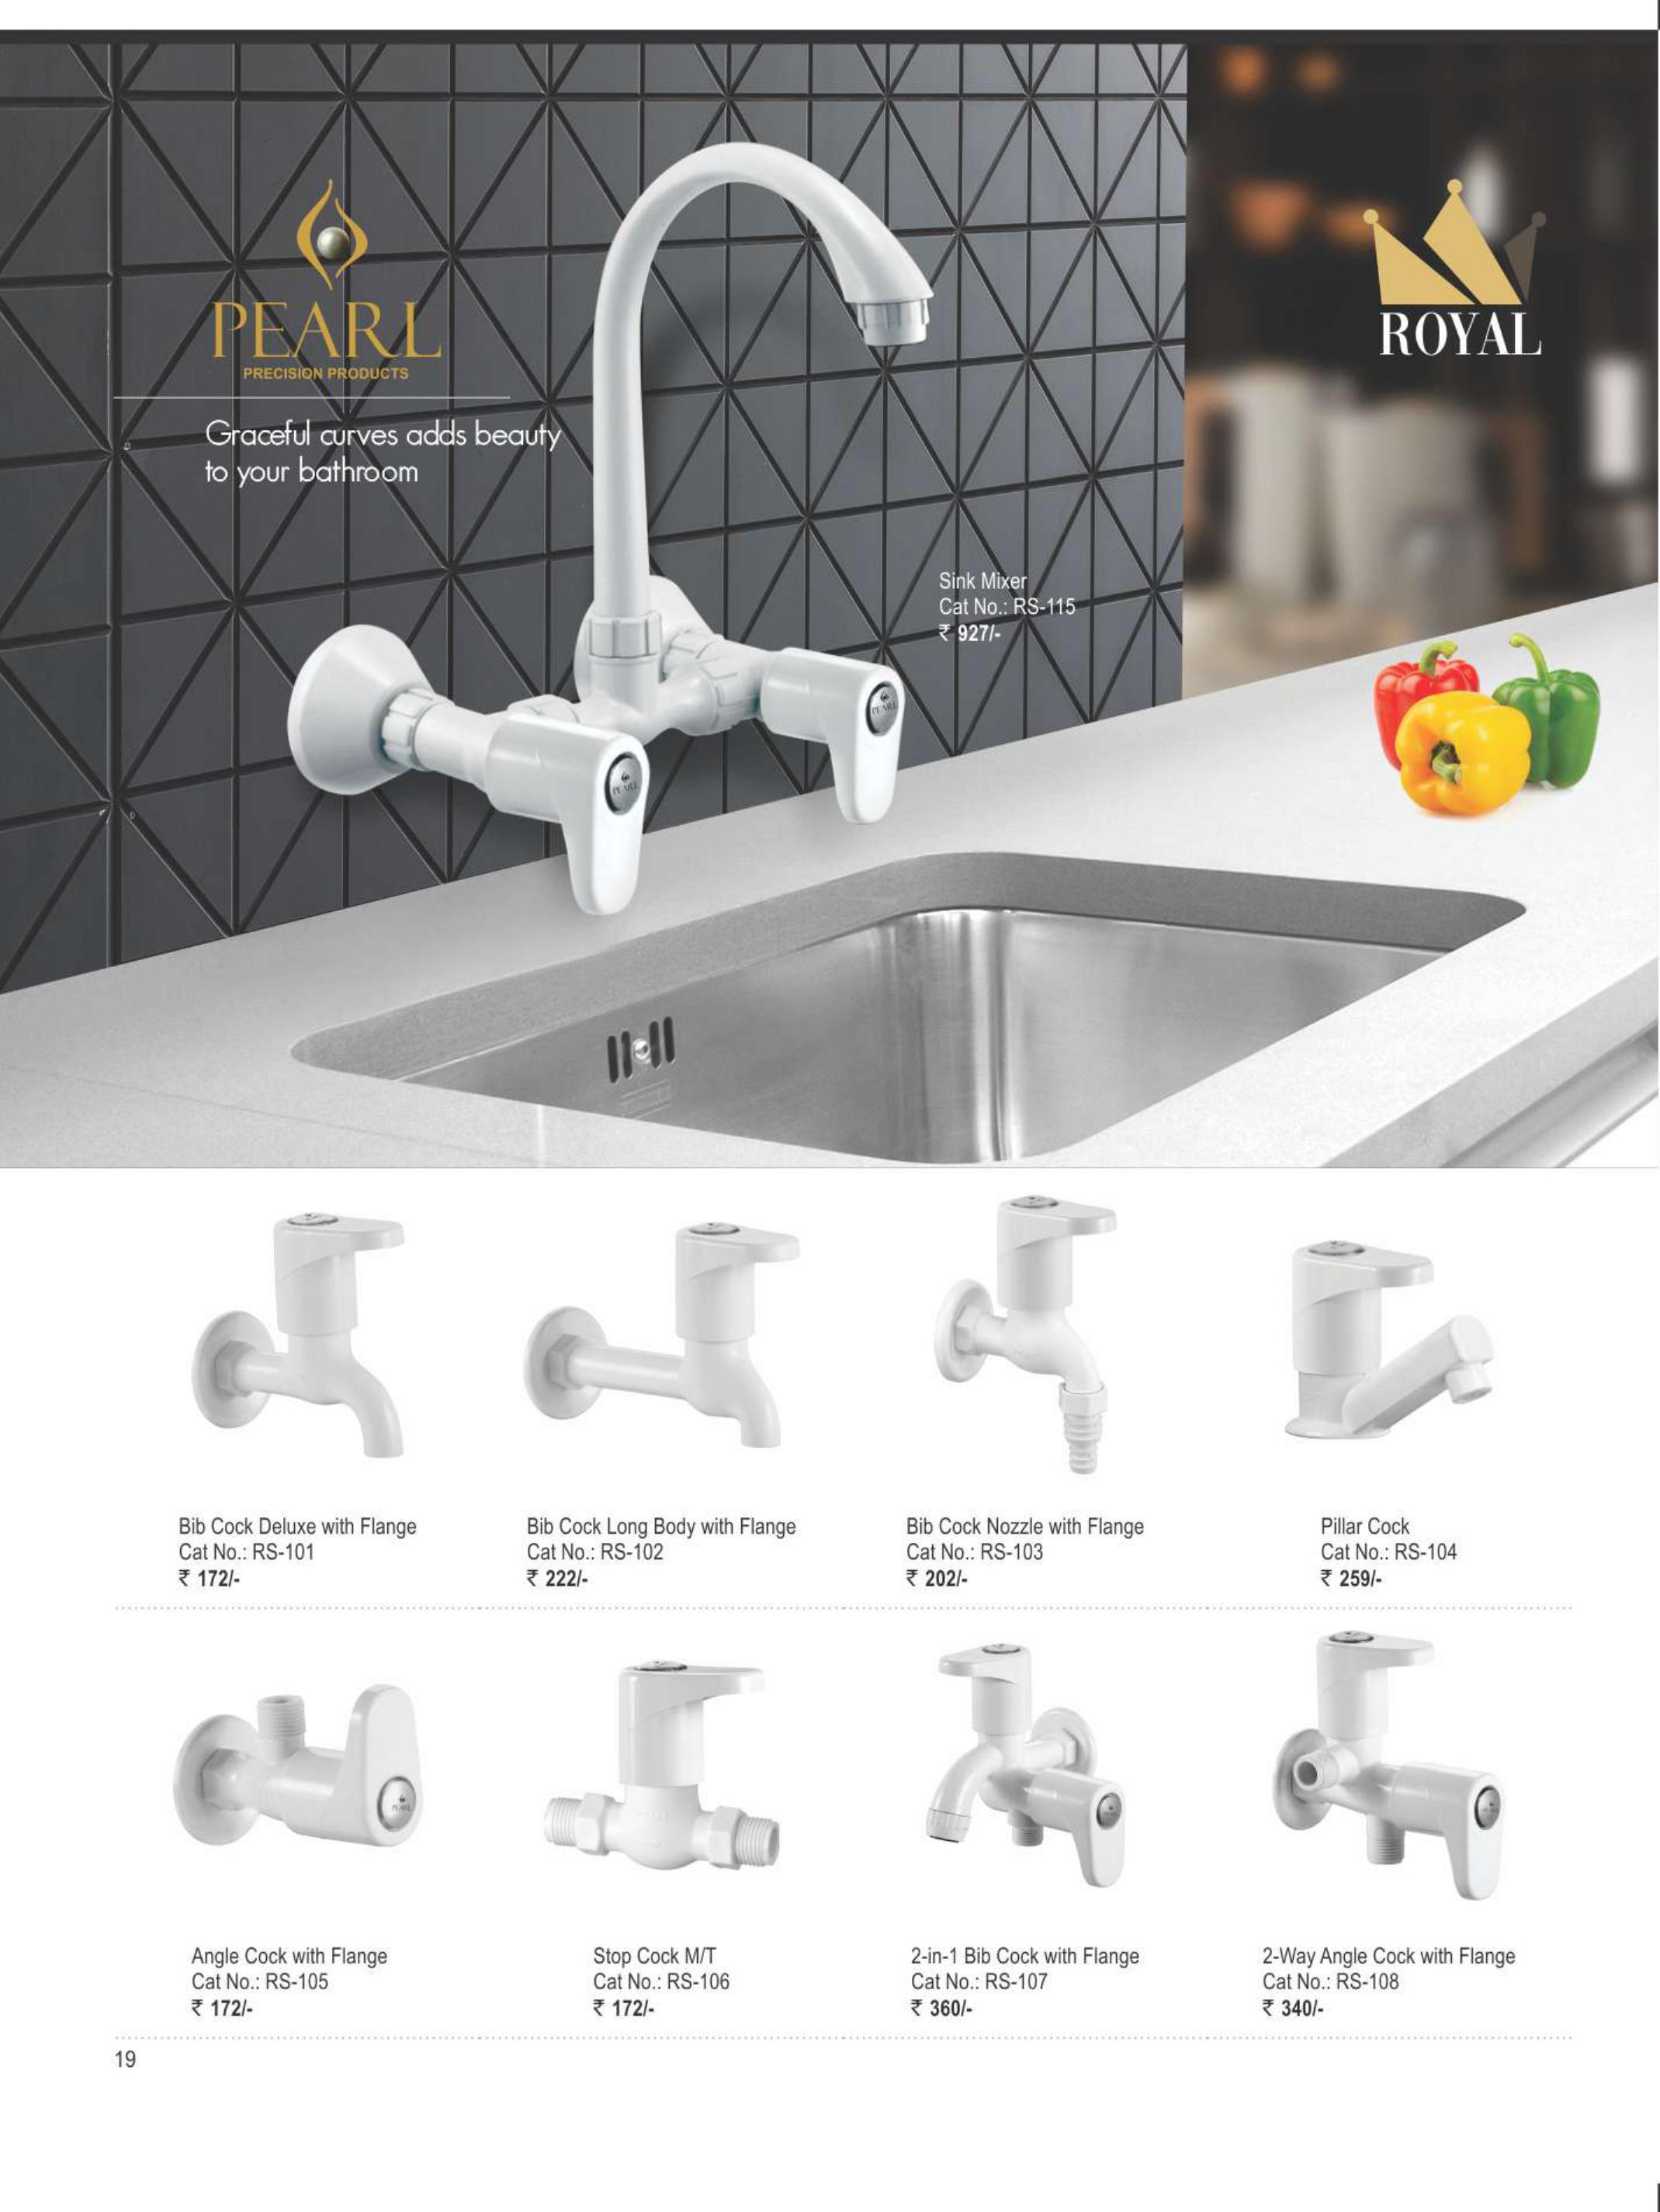 PEARL
PRECISION PRODUCTS
Graceful curves adds beauty
to your bathroom
ROYAL
Sink Mixer
Cat No.: RS-115
₹ 927/-
PEARL
PEARL
Bib Cock Deluxe with Flange
Cat No.: RS-101
₹ 172/-
Bib Cock Long Body with Flange
Cat No.: RS-102
₹ 222/-
Bib Cock Nozzle with Flange
Cat No.: RS-103
₹ 202/-
Pillar Cock
Cat No.: RS-104
₹ 259/-
PEARL
Angle Cock with Flange
Cat No.: RS-105
₹ 172/-
Stop Cock M/T
Cat No.: RS-106
₹ 172/-
2-in-1 Bib Cock with Flange
Cat No.: RS-107
₹ 360/-
2-Way Angle Cock with Flange
Cat No.: RS-108
₹ 340/-
19